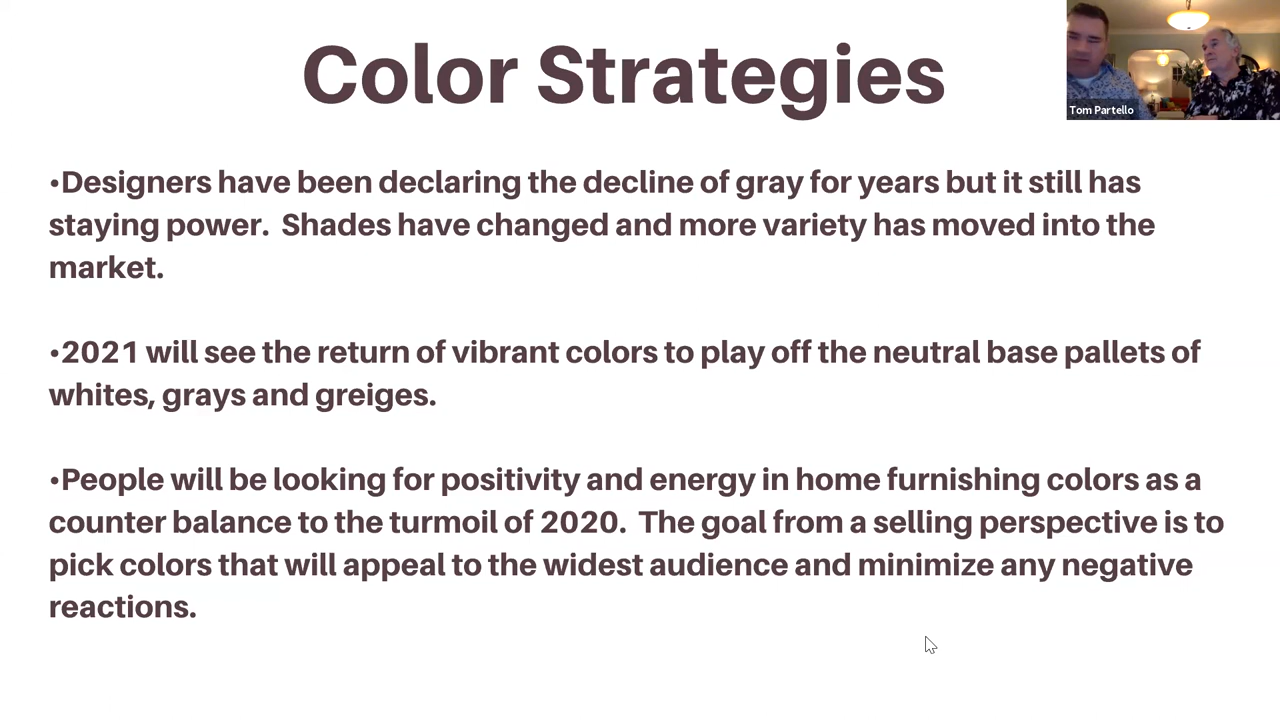 Color Strategies
Tom Partello
•Designers have been declaring the decline of gray for years but it still has
staying power.  Shades have changed and more variety has moved into the
market.
•2021 will see the return of vibrant colors to play off the neutral base pallets of
whites, grays and greiges.
•People will be looking for positivity and energy in home furnishing colors as a
counter balance to the turmoil of 2020.  The goal from a selling perspective is to
pick colors that will appeal to the widest audience and minimize any negative
reactions.